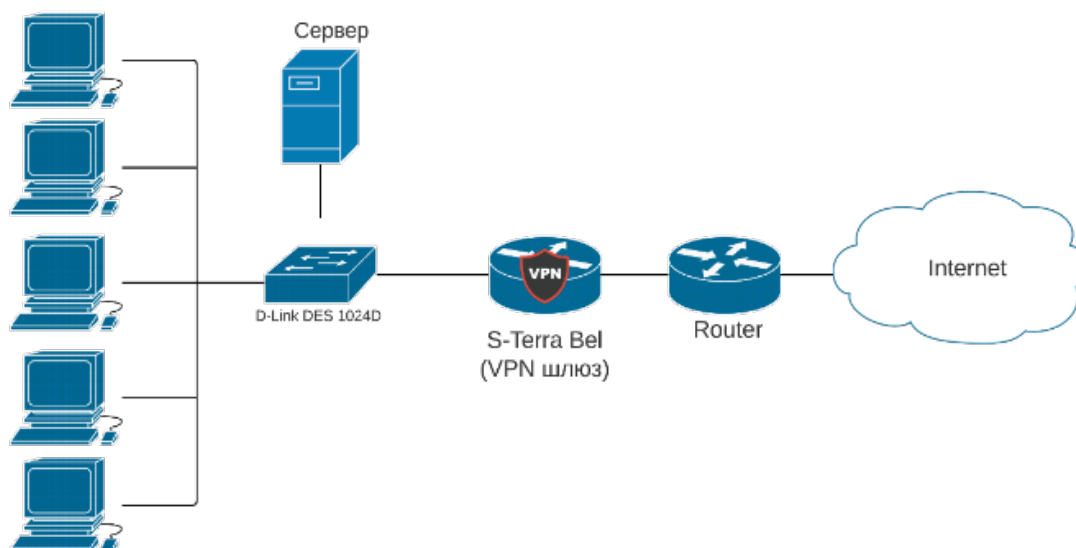 Сервер
D-Link DES 1024D
VPN
S-Terra Bel
(VPN шлюз)
Router
Internet